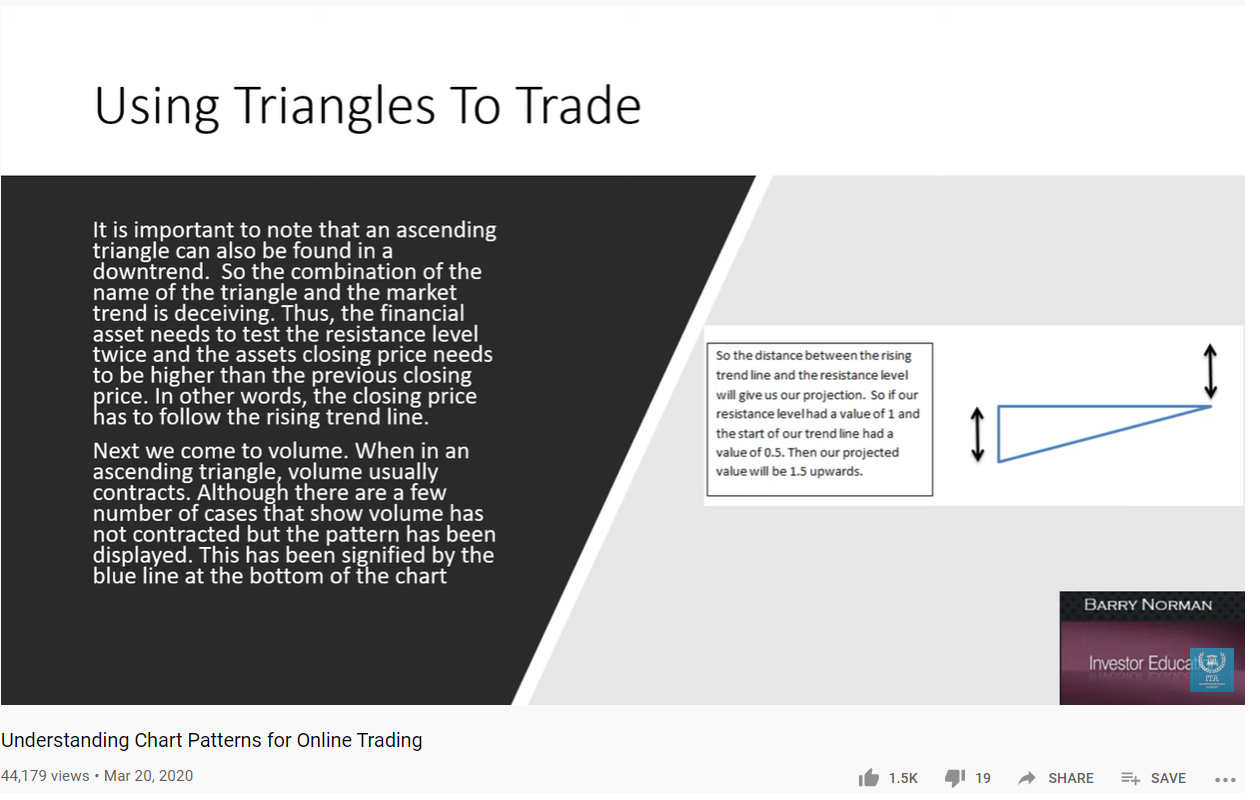 Using Triangles To Trade
It is important to note that an ascending
triangle can also be found in a
downtrend.  So the combination of the
name of the triangle and the market
trend is deceiving. Thus, the financial
asset needs to test the resistance level
twice and the assets closing price needs
to be higher than the previous closing
price. In other words, the closing price
has to follow the rising trend line.
Next we come to volume. When in an
ascending triangle, volume usually
contracts. Although there are a few
number of cases that show volume has
not contracted but the pattern has been
displayed. This has been signified by the
blue line at the bottom of the chart
So the distance between the rising
trend line and the resistance level
will give us our projection. So if our
resistance level had a value of 1 and
the start of our trend line had a
value of 0.5. Then our projected
value will be 1.5 upwards.
BARRY NORMAN
Investor Educa
ITA
Understanding Chart Patterns for Online Trading
44,179 views • Mar 20, 2020
1.5K
19
SHARE
SAVE